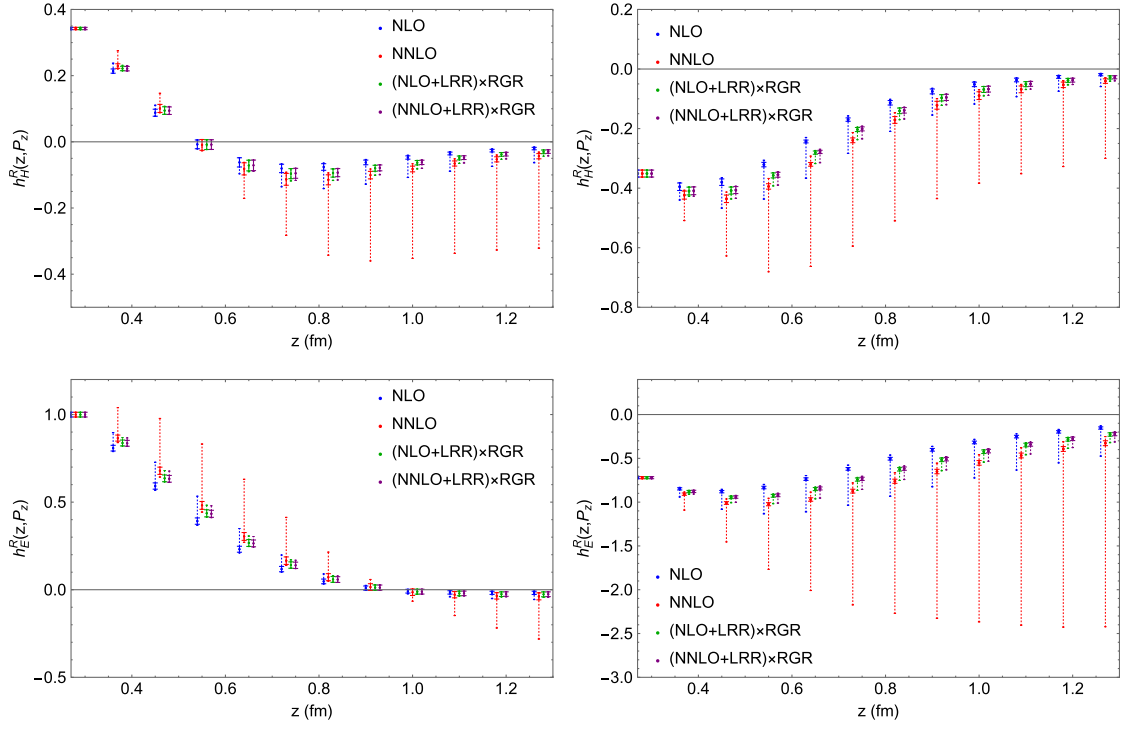 0.4
0.2
0.0
−0.2
−0.4
h_H^R(z,P_z)
NLO
NNLO
(NLO+LRR)×RGR
(NNLO+LRR)×RGR
0.4 0.6 0.8 1.0 1.2
z (fm)
0.0
−0.2
−0.4
−0.6
−0.8
h_H^R(z,P_z)
NLO
NNLO
(NLO+LRR)×RGR
(NNLO+LRR)×RGR
0.4 0.6 0.8 1.0 1.2
z (fm)
1.0
0.5
0.0
−0.5
h_E^R(z,P_z)
NLO
NNLO
(NLO+LRR)×RGR
(NNLO+LRR)×RGR
0.4 0.6 0.8 1.0 1.2
z (fm)
0.0
−0.5
−1.0
−1.5
−2.0
−2.5
−3.0
h_E^R(z,P_z)
NLO
NNLO
(NLO+LRR)×RGR
(NNLO+LRR)×RGR
0.4 0.6 0.8 1.0 1.2
z (fm)